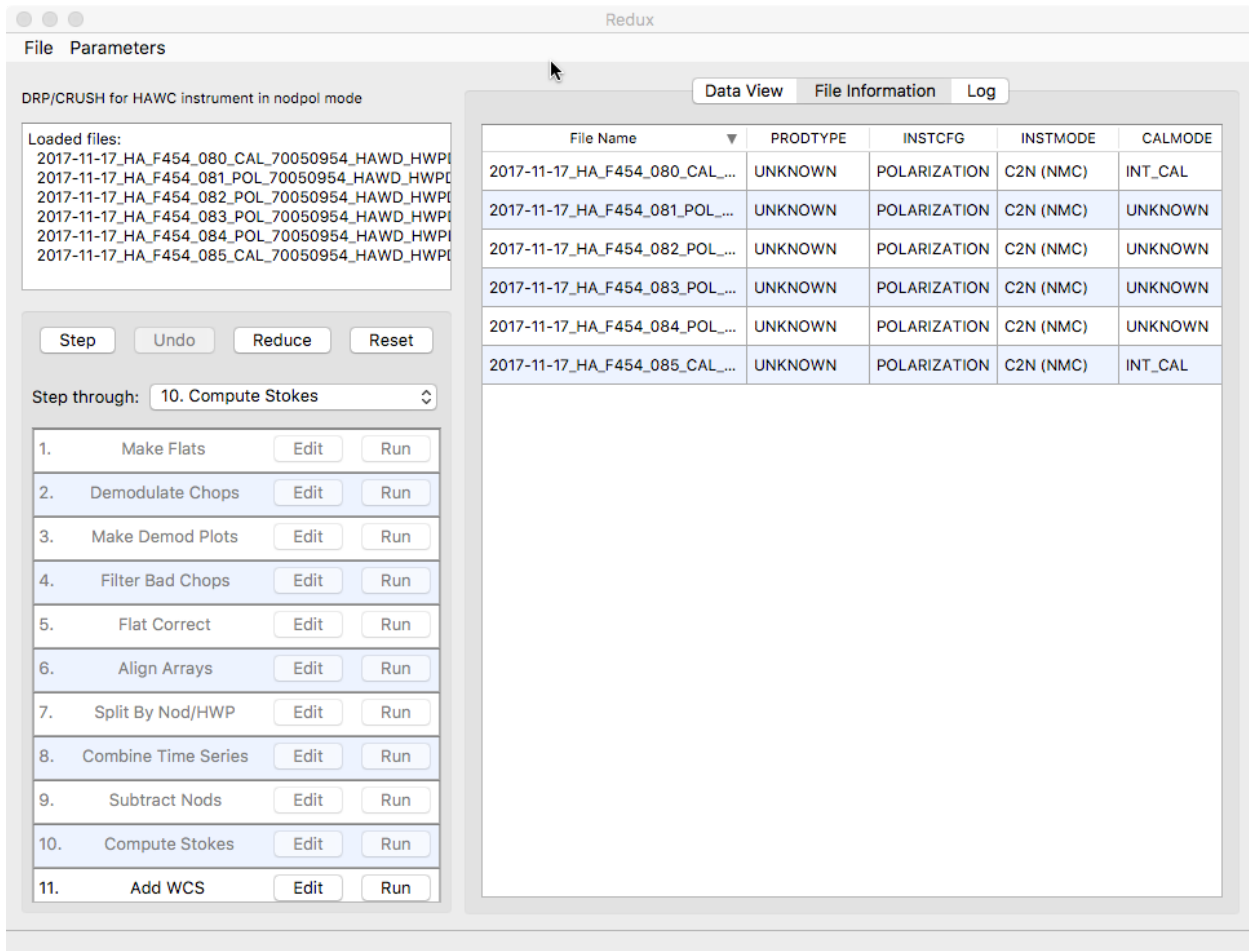 Redux
File Parameters
DRP/CRUSH for HAWC instrument in nodpol mode
Loaded files:
2017-11-17_HA_F454_080_CAL_70050954_HAWD_HWP
2017-11-17_HA_F454_081_POL_70050954_HAWD_HWP
2017-11-17_HA_F454_082_POL_70050954_HAWD_HWP
2017-11-17_HA_F454_083_POL_70050954_HAWD_HWP
2017-11-17_HA_F454_084_POL_70050954_HAWD_HWP
2017-11-17_HA_F454_085_CAL_70050954_HAWD_HWP
Step Undo Reduce Reset
Step through: 10. Compute Stokes
1. Make Flats Edit Run
2. Demodulate Chops Edit Run
3. Make Demod Plots Edit Run
4. Filter Bad Chops Edit Run
5. Flat Correct Edit Run
6. Align Arrays Edit Run
7. Split By Nod/HWP Edit Run
8. Combine Time Series Edit Run
9. Subtract Nods Edit Run
10. Compute Stokes Edit Run
11. Add WCS Edit Run
Data View File Information Log
File Name PRODTYPE INSTCFG INSTMODE CALMODE
2017-11-17_HA_F454_080_CAL_... UNKNOWN POLARIZATION C2N (NMC) INT_CAL
2017-11-17_HA_F454_081_POL_... UNKNOWN POLARIZATION C2N (NMC) UNKNOWN
2017-11-17_HA_F454_082_POL_... UNKNOWN POLARIZATION C2N (NMC) UNKNOWN
2017-11-17_HA_F454_083_POL_... UNKNOWN POLARIZATION C2N (NMC) UNKNOWN
2017-11-17_HA_F454_084_POL_... UNKNOWN POLARIZATION C2N (NMC) UNKNOWN
2017-11-17_HA_F454_085_CAL_... UNKNOWN POLARIZATION C2N (NMC) INT_CAL